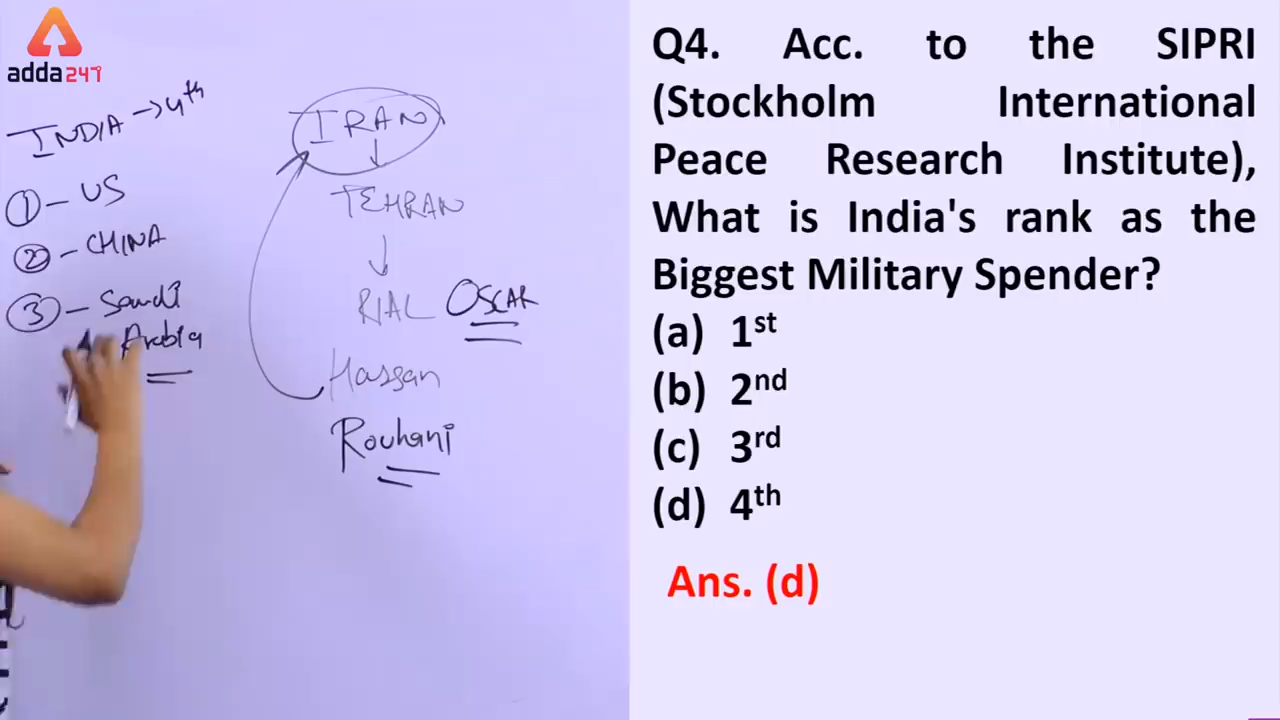 adda247
INDIA → 4th
① - US
② - CHINA
③ - Saudi
Arabia
IRAN
TEHRAN
RIAL OSCAR
Hassan
Rouhani
Q4. Acc. to the SIPRI
(Stockholm International
Peace Research Institute),
What is India's rank as the
Biggest Military Spender?
(a) 1st
(b) 2nd
(c) 3rd
(d) 4th
Ans. (d)